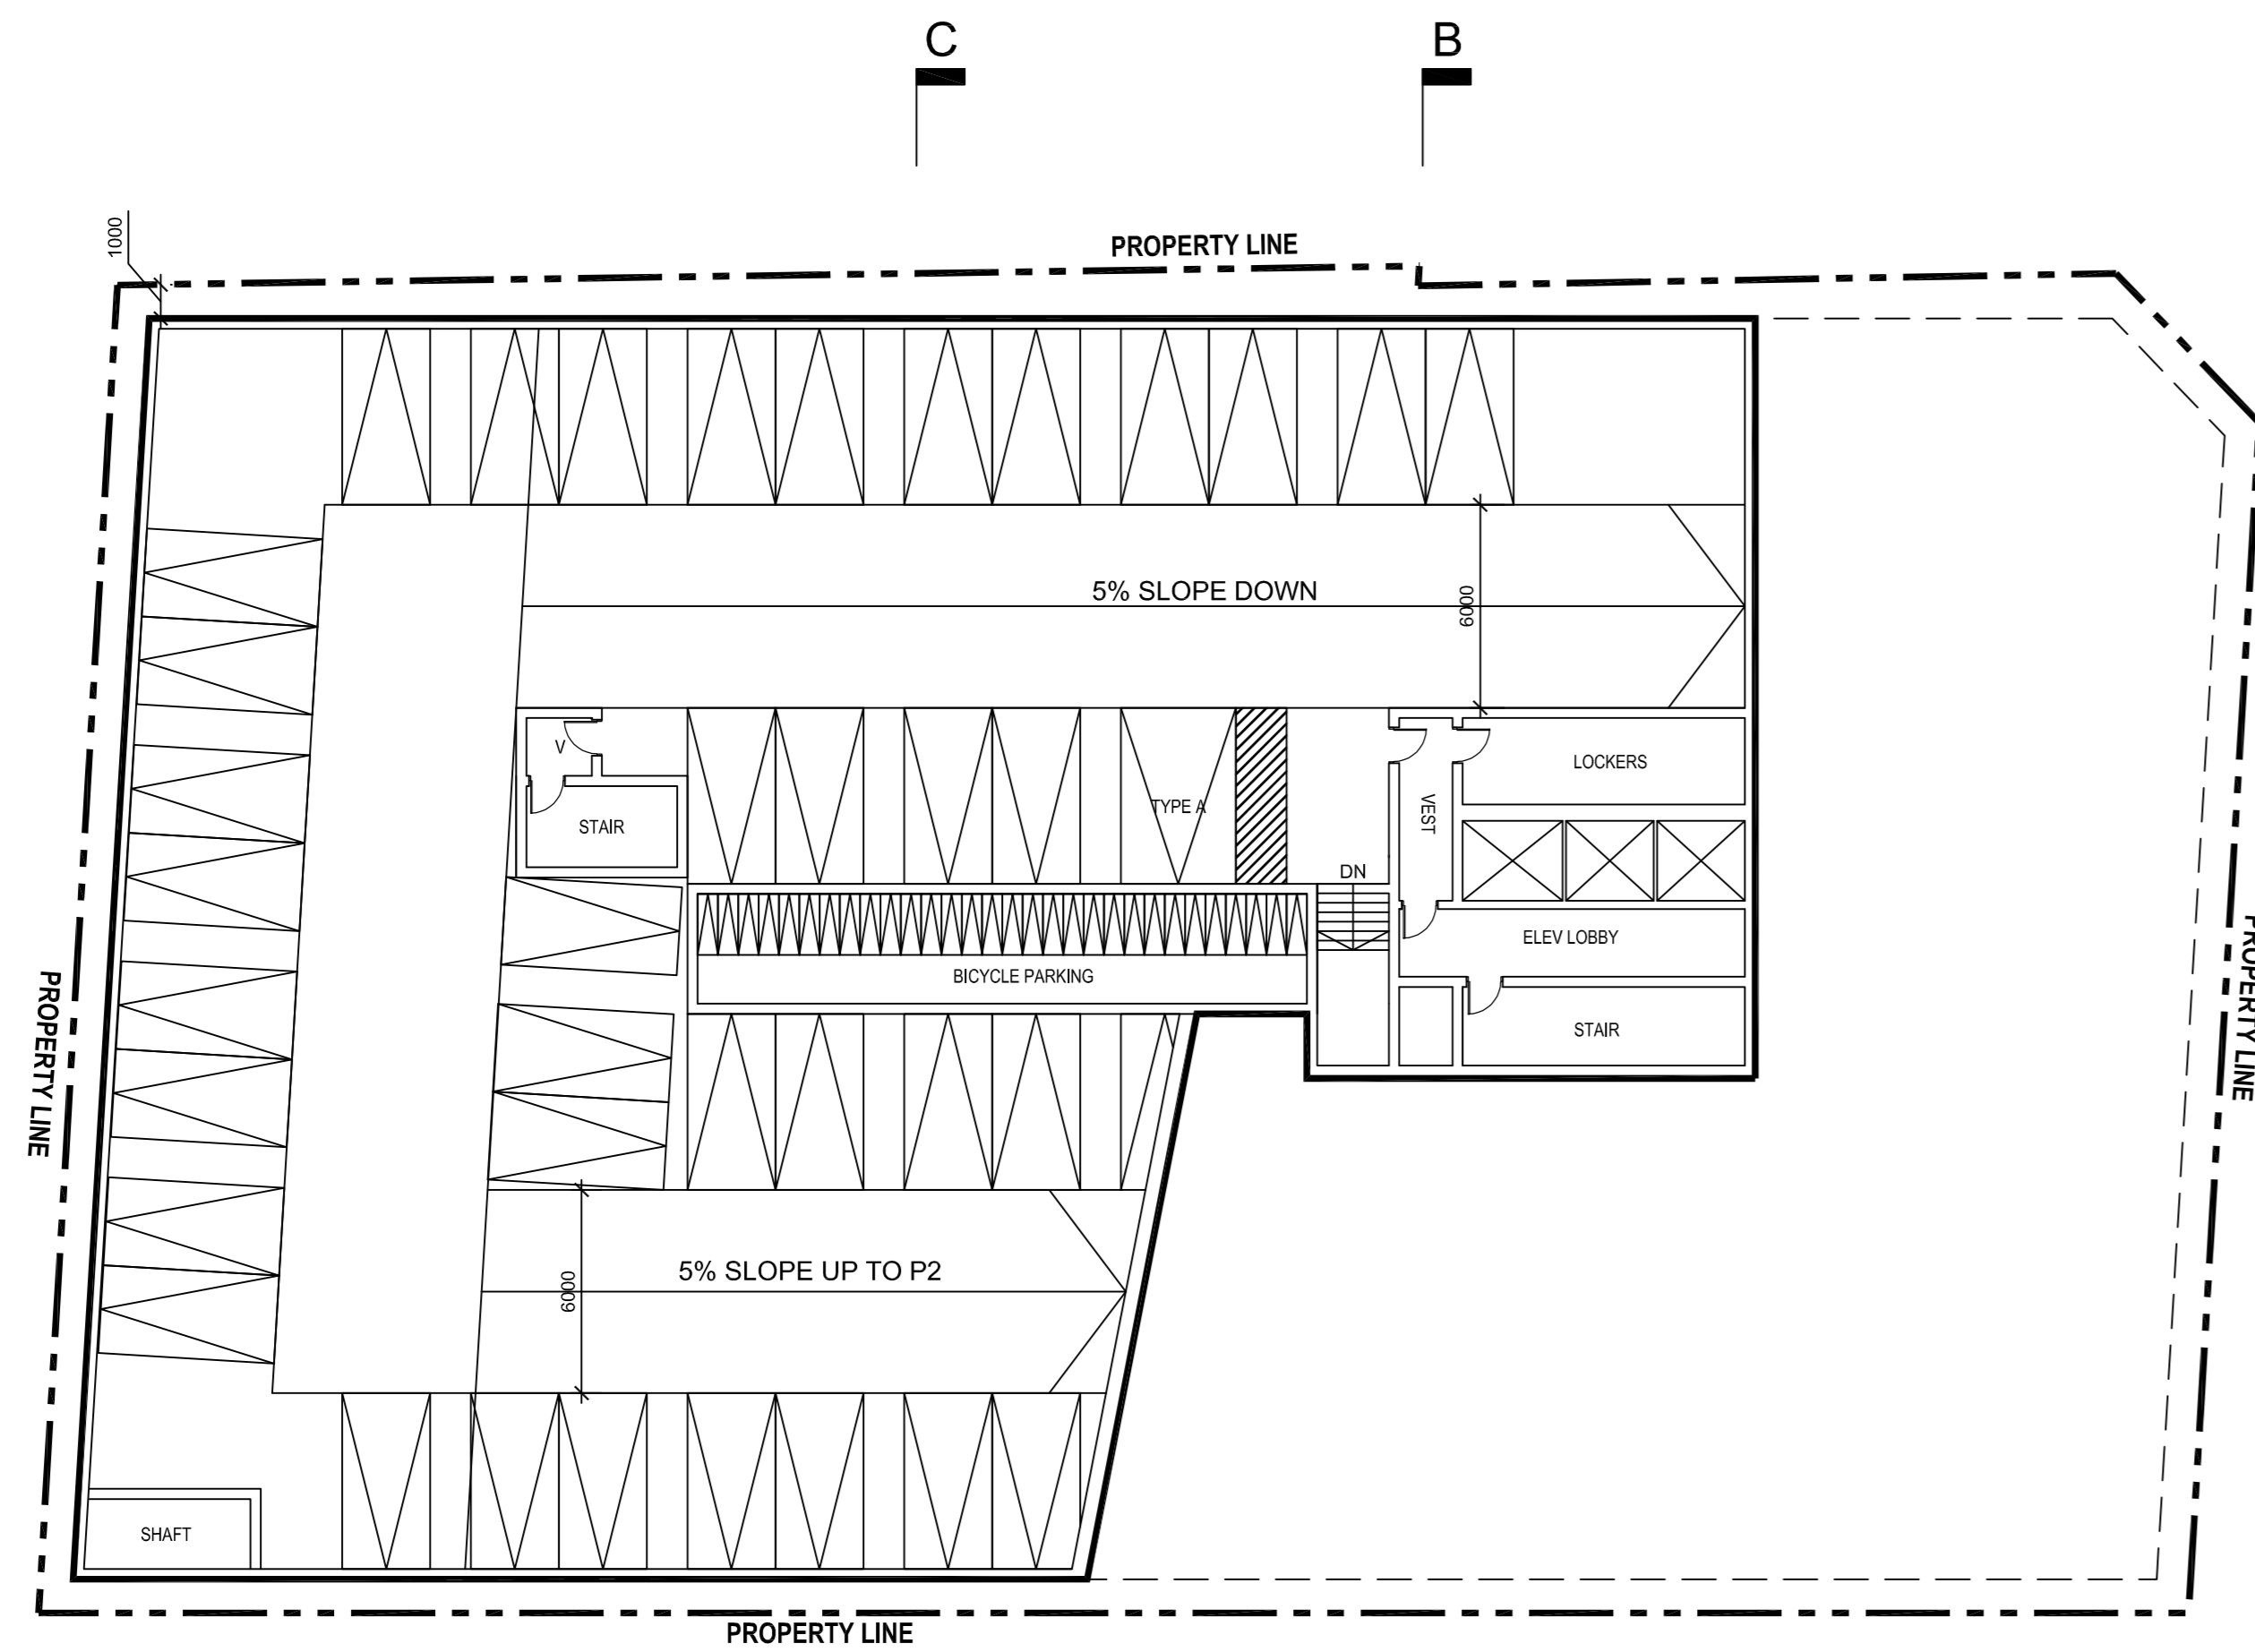 C
B
1000
PROPERTY LINE
5% SLOPE DOWN
6000
V
LOCKERS
TYPE A
VEST
STAIR
DN
ELEV LOBBY
BICYCLE PARKING
STAIR
PROPERTY LINE
PROPERTY LINE
5% SLOPE UP TO P2
6000
SHAFT
PROPERTY LINE